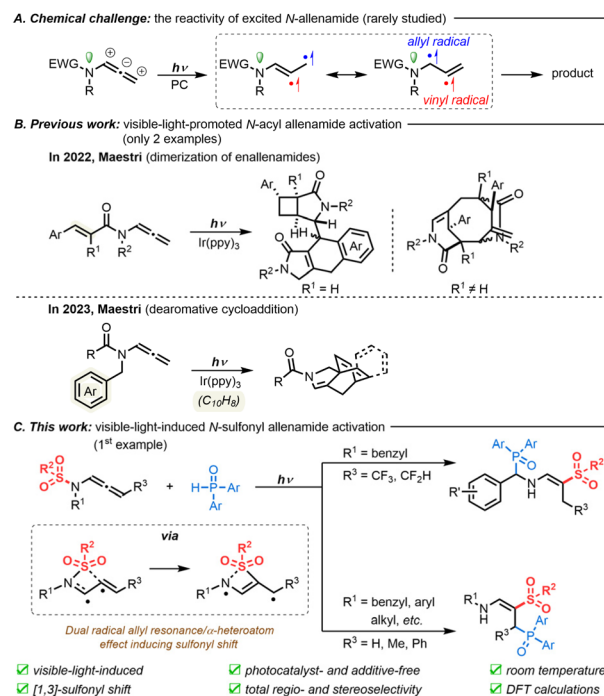 A. Chemical challenge: the reactivity of excited N-allenamide (rarely studied)
EWG N R ⊕ ⊖ ⊕
hν
PC
EWG N R
allyl radical
EWG N R
vinyl radical
product
B. Previous work: visible-light-promoted N-acyl allenamide activation
(only 2 examples)
In 2022, Maestri (dimerization of enallenamides)
Ar O N R¹ R²
hν
Ir(ppy)₃
Ar R¹ O N-R²
H H
O R²-N Ar
R¹ = H
R¹ Ar O
Ar
R²-N N-R²
O R¹
R¹ ≠ H
In 2023, Maestri (dearomative cycloaddition)
O R N Ar
hν
Ir(ppy)₃
(C₁₀H₈)
O R N
C. This work: visible-light-induced N-sulfonyl allenamide activation
(1st example)
R² O S O N R¹ R³
+
O H-P-Ar Ar
hν
R¹ = benzyl
R³ = CF₃, CF₂H
Ar Ar P O R' N H O O S R² R³
via
R² O S O R¹ N R³
R² O S O R¹ N R³
Dual radical allyl resonance/α-heteroatom
effect inducing sulfonyl shift
R¹ = benzyl, aryl
alkyl, etc.
R³ = H, Me, Ph
R¹ HN O O S R² Ar Ar P O R³
visible-light-induced
photocatalyst- and additive-free
room temperature
[1,3]-sulfonyl shift
total regio- and stereoselectivity
DFT calculations